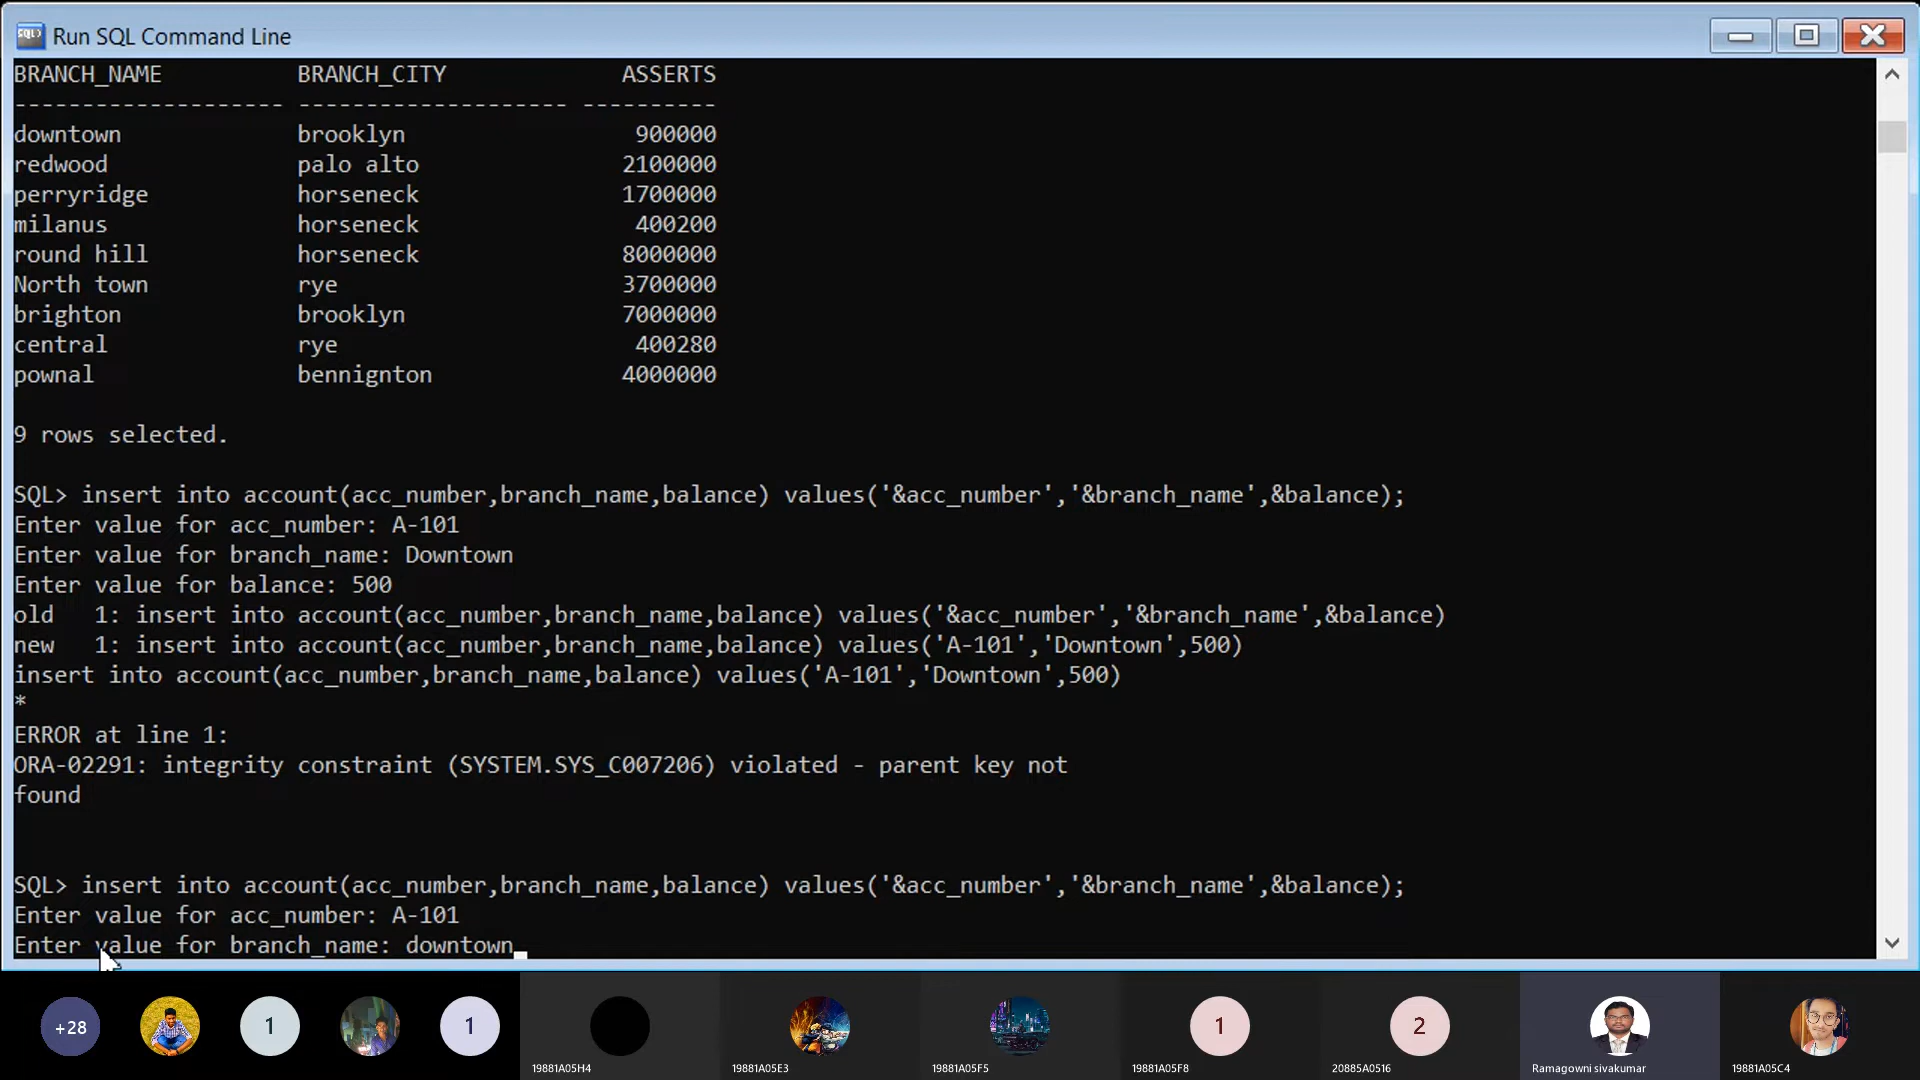 Run SQL Command Line
BRANCH_NAME          BRANCH_CITY             ASSERTS
-------------------- -------------------- ----------
downtown             brooklyn                 900000
redwood              palo alto               2100000
perryridge           horseneck               1700000
milanus              horseneck                400200
round hill           horseneck               8000000
North town           rye                     3700000
brighton             brooklyn                7000000
central              rye                      400280
pownal               bennignton              4000000
9 rows selected.
SQL> insert into account(acc_number,branch_name,balance) values('&acc_number','&branch_name',&balance);
Enter value for acc_number: A-101
Enter value for branch_name: Downtown
Enter value for balance: 500
old   1: insert into account(acc_number,branch_name,balance) values('&acc_number','&branch_name',&balance)
new   1: insert into account(acc_number,branch_name,balance) values('A-101','Downtown',500)
insert into account(acc_number,branch_name,balance) values('A-101','Downtown',500)
*
ERROR at line 1:
ORA-02291: integrity constraint (SYSTEM.SYS_C007206) violated - parent key not
found
SQL> insert into account(acc_number,branch_name,balance) values('&acc_number','&branch_name',&balance);
Enter value for acc_number: A-101
Enter value for branch_name: downtown
+28 1 1 1 2
19881A05H4 19881A05E3 19881A05F5 19881A05F8 20885A0516 Ramagowni sivakumar 19881A05C4